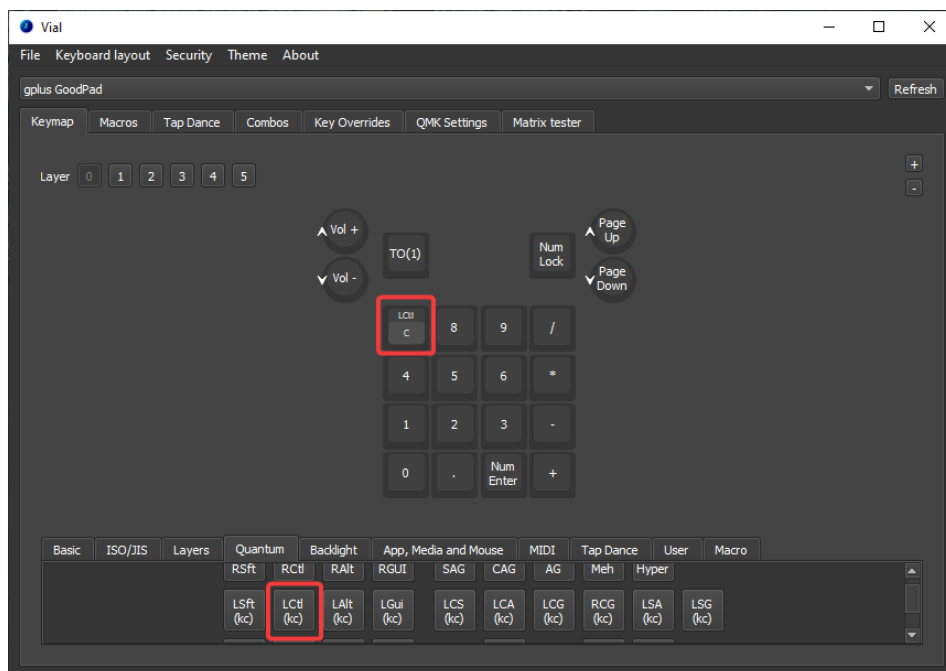 Vial
File Keyboard layout Security Theme About
gplus GoodPad
Refresh
Keymap Macros Tap Dance Combos Key Overrides QMK Settings Matrix tester
Layer 0 1 2 3 4 5
+
-
Vol +
Vol -
TO(1)
Num
Lock
Page
Up
Page
Down
LCtl
C
8 9 /
4 5 6 *
1 2 3 -
0 . Num
Enter +
Basic ISO/JIS Layers Quantum Backlight App, Media and Mouse MIDI Tap Dance User Macro
RSft RCtl RAlt RGUI SAG CAG AG Meh Hyper
LSft LCtl LAlt LGui LCS LCA LCG RCG LSA LSG
(kc) (kc) (kc) (kc) (kc) (kc) (kc) (kc) (kc) (kc)